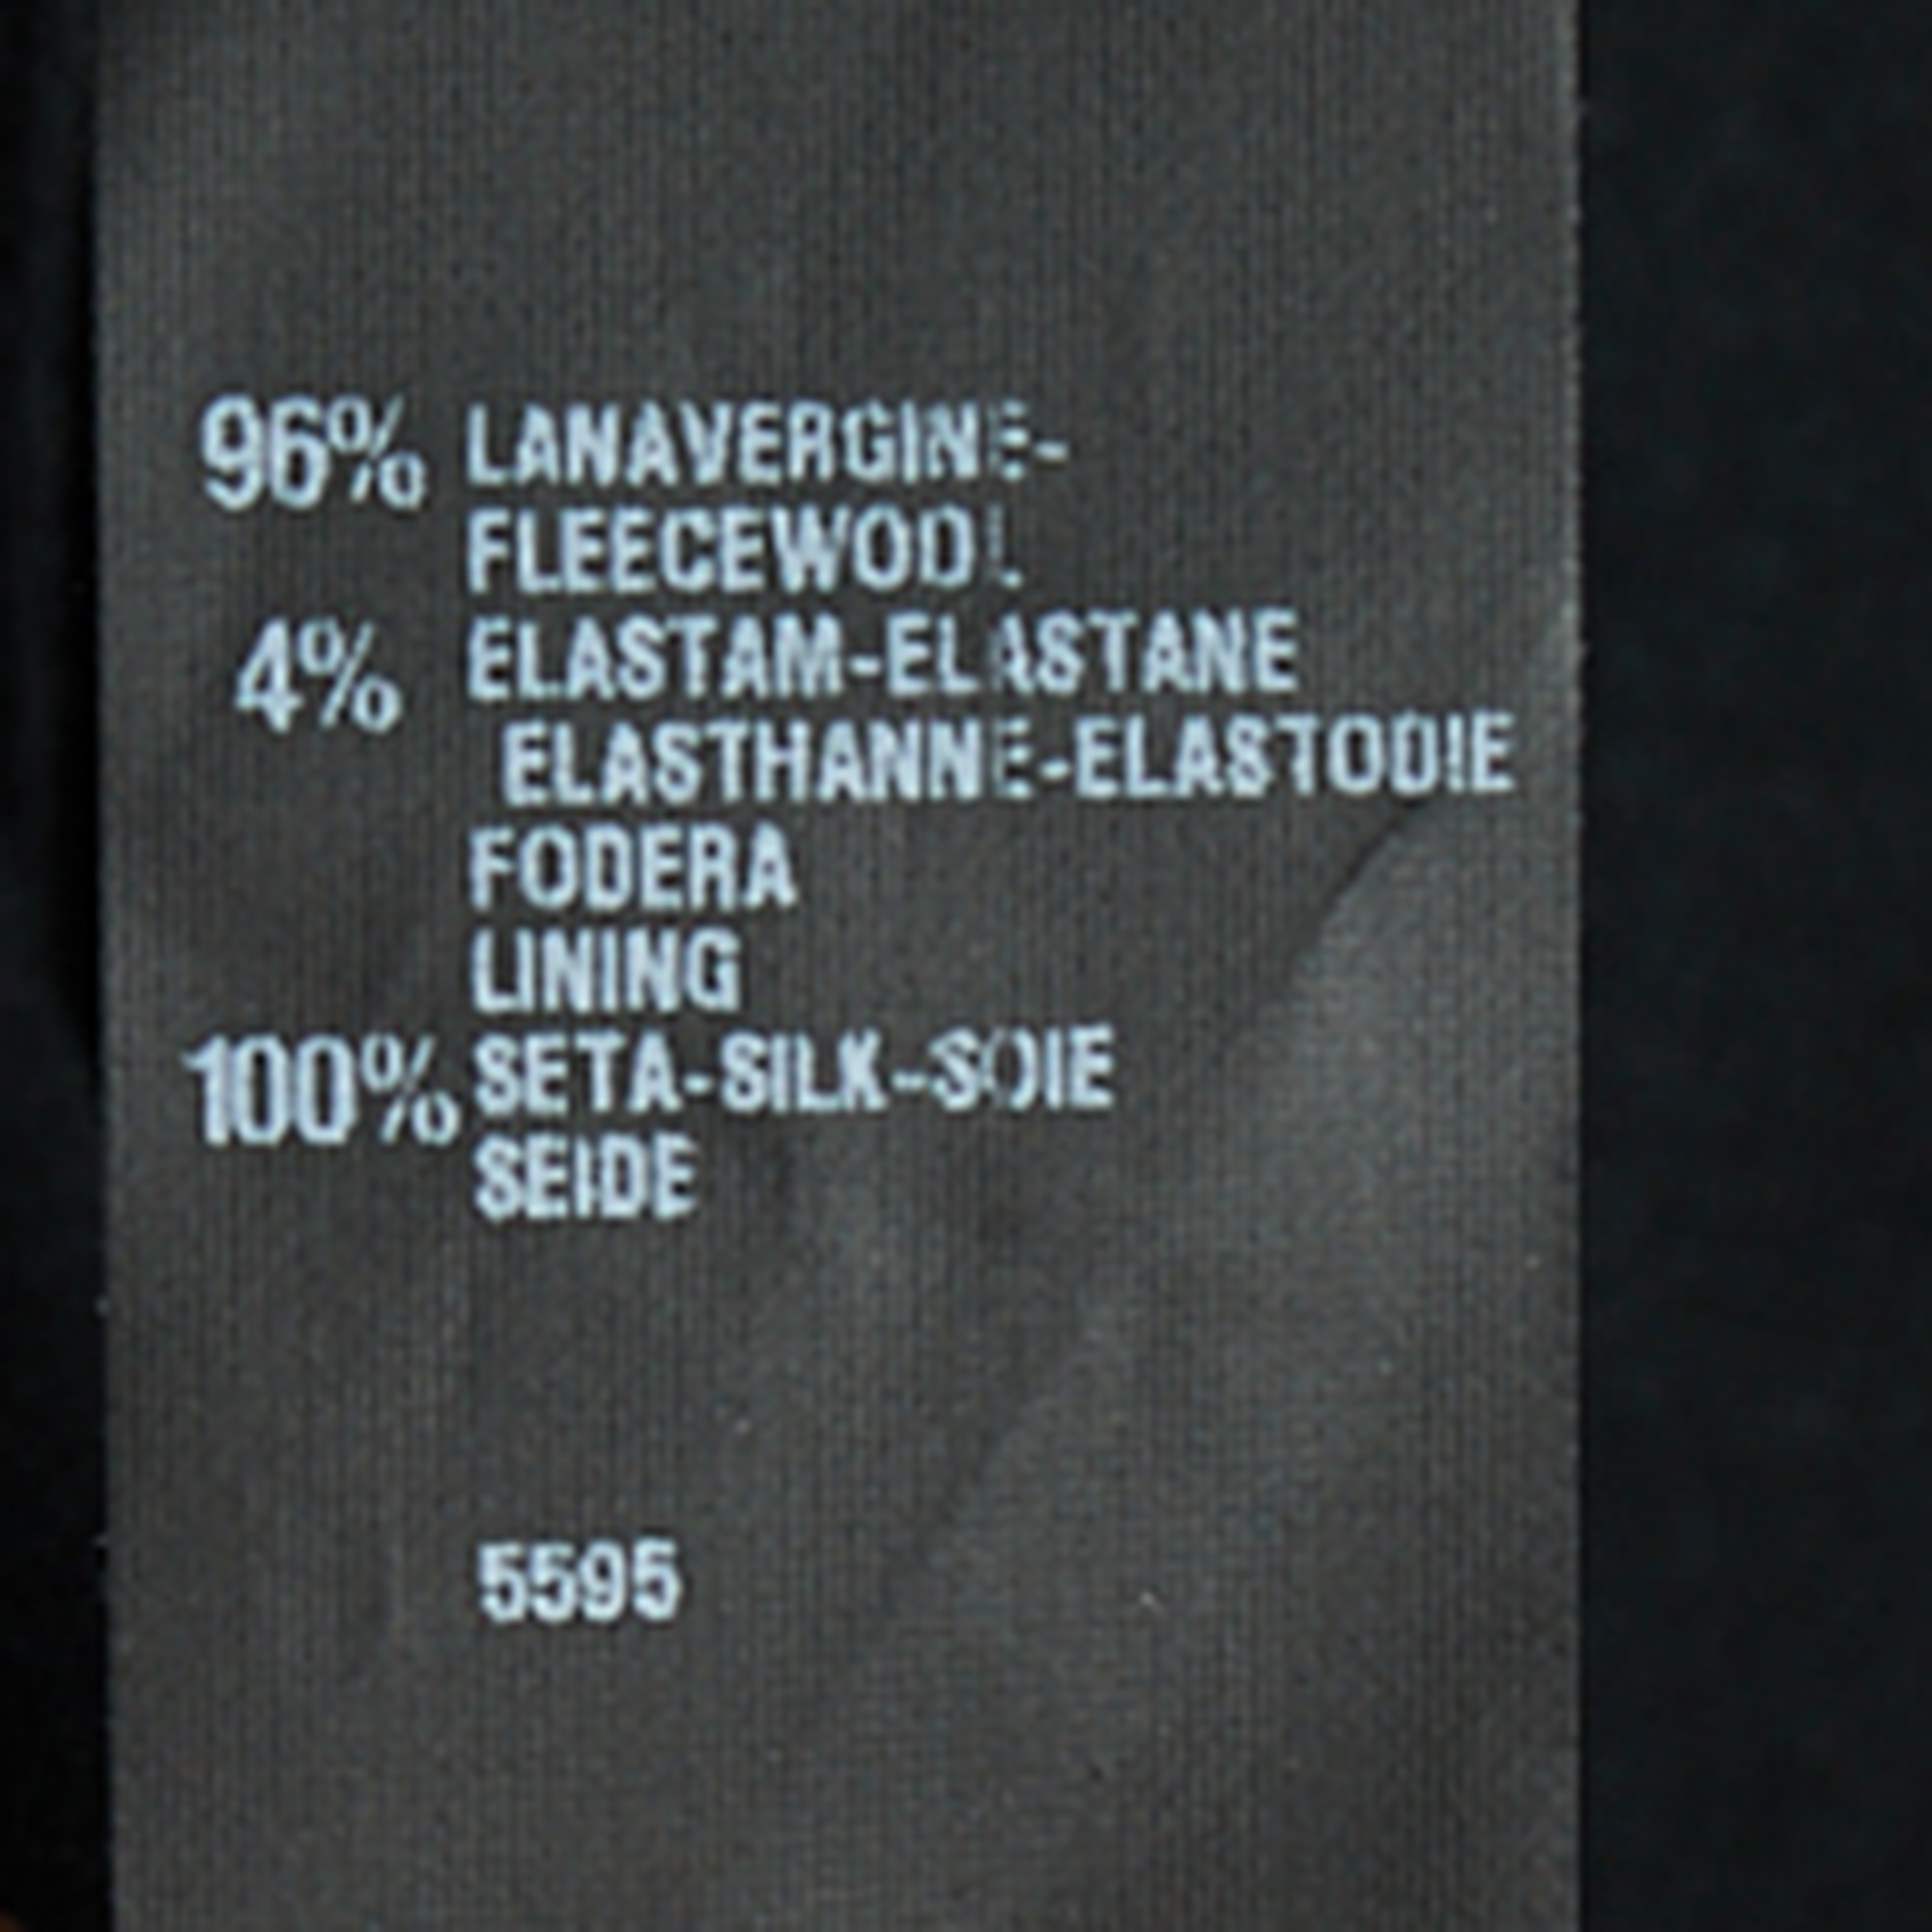 96% LANAVERGINE-
FLEECEWOOL
4% ELASTAM-ELASTANE
ELASTHANNE-ELASTODIE
FODERA
LINING
100% SETA-SILK-SOIE
SEIDE
5595